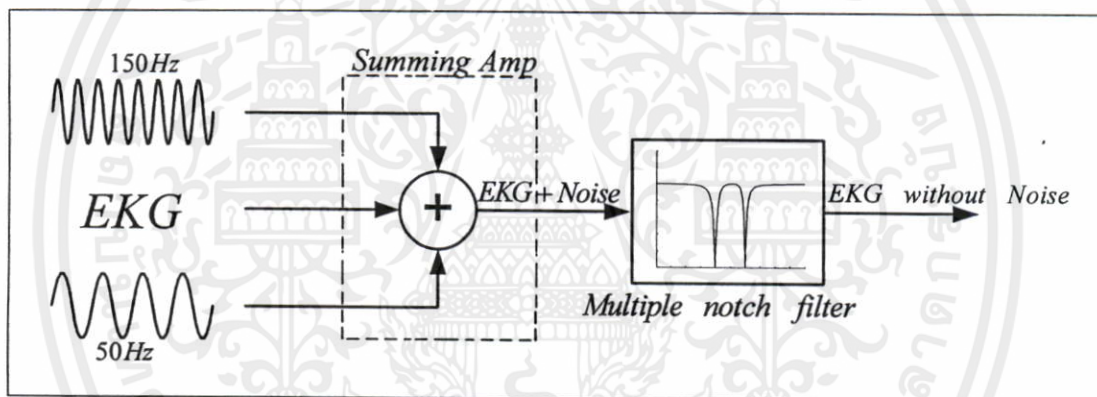 150Hz
Summing Amp
EKG
EKG+Noise
EKG without Noise
50Hz
Multiple notch filter